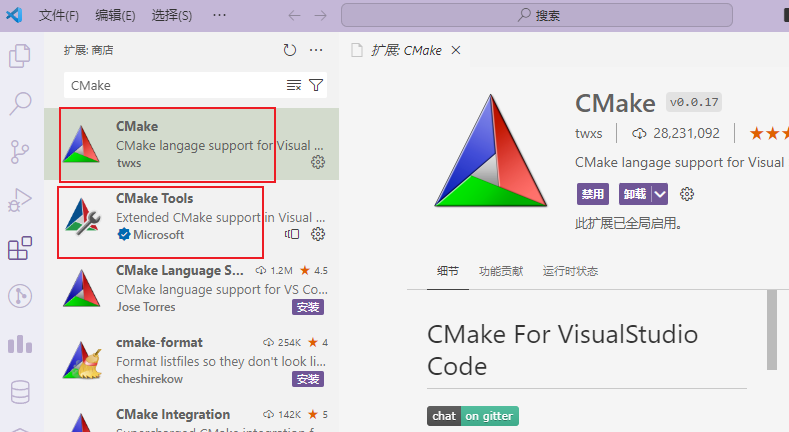 文件(F) 编辑(E) 选择(S) ··· 搜索
扩展: 商店
CMake
CMake
CMake langage support for Visual ...
twxs
CMake Tools
Extended CMake support in Visual ...
Microsoft
CMake Language S... 1.2M ★ 4.5
CMake language support for VS Co...
Jose Torres 安装
cmake-format 254K ★ 4
Format listfiles so they don't look li...
cheshirekow 安装
CMake Integration 142K ★ 5
扩展: CMake
CMake v0.0.17
twxs 28,231,092
CMake langage support for Visual
禁用 卸载
此扩展已全局启用。
细节 功能贡献 运行时状态
CMake For VisualStudio
Code
chat on gitter